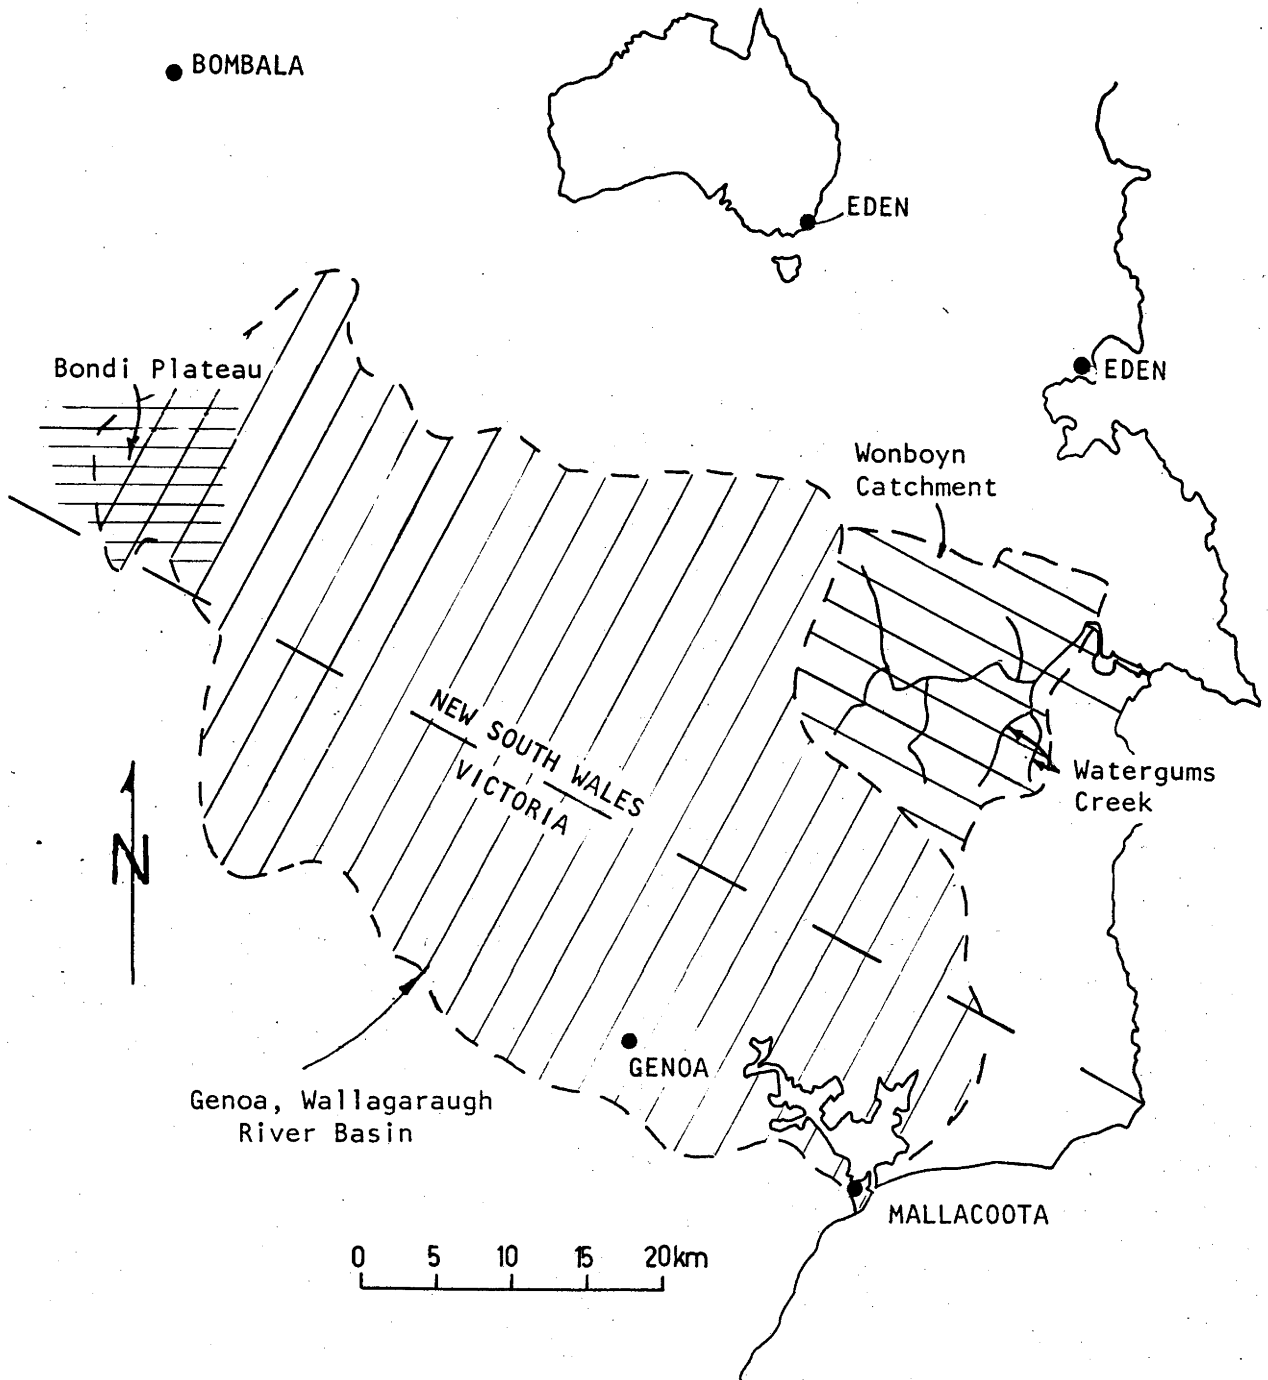 BOMBALA
EDEN
EDEN
Bondi Plateau
Wonboyn
Catchment
NEW SOUTH WALES
VICTORIA
Watergums
Creek
N
GENOA
Genoa, Wallagaraugh
River Basin
MALLACOOTA
0 5 10 15 20km